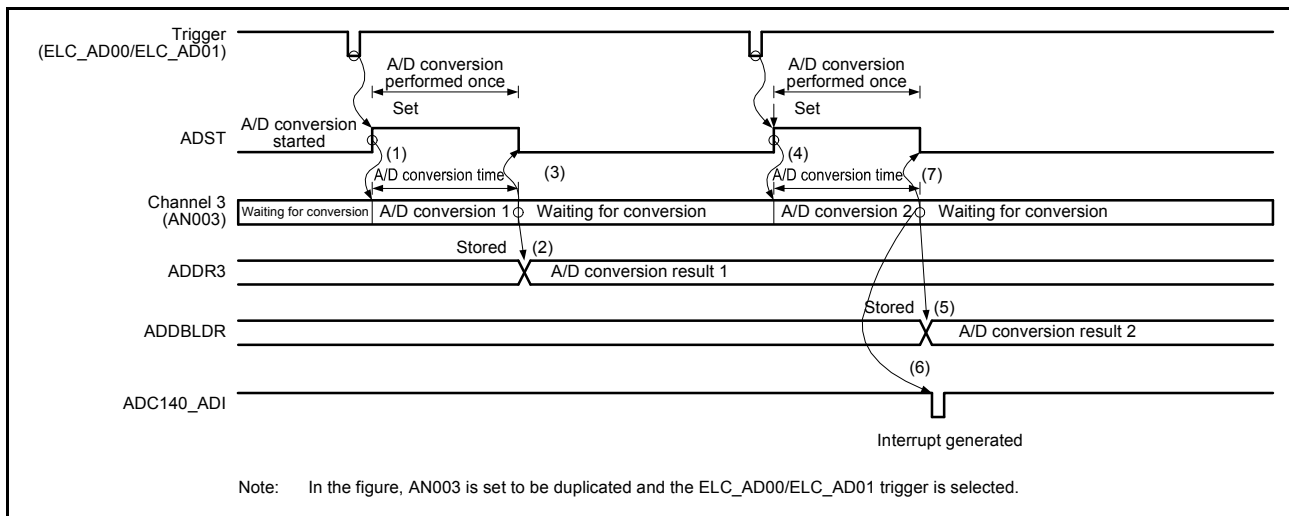 Trigger
(ELC_AD00/ELC_AD01)
A/D conversion
performed once
A/D conversion
performed once
Set
Set
A/D conversion
started
ADST
(1)
(3)
(4)
(7)
A/D conversion time
A/D conversion time
Channel 3
(AN003)
Waiting for conversion
A/D conversion 1
Waiting for conversion
A/D conversion 2
Waiting for conversion
Stored
(2)
ADDR3
A/D conversion result 1
Stored
(5)
ADDBLDR
A/D conversion result 2
(6)
ADC140_ADI
Interrupt generated
Note: In the figure, AN003 is set to be duplicated and the ELC_AD00/ELC_AD01 trigger is selected.